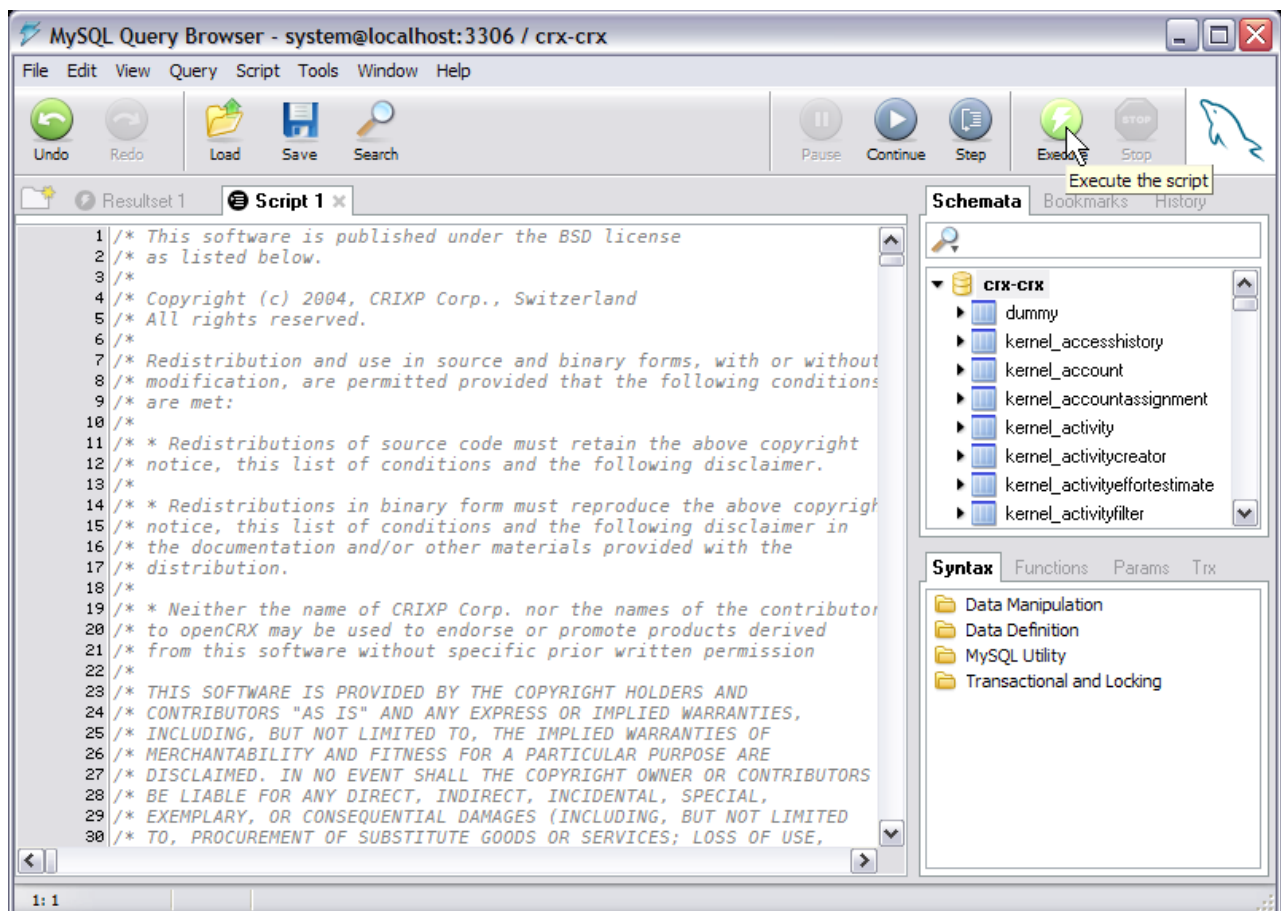 MySQL Query Browser - system@localhost:3306 / crx-crx
File Edit View Query Script Tools Window Help
Undo Redo Load Save Search Pause Continue Step Execute STOP Stop
Execute the script
Resultset 1 Script 1
1 /* This software is published under the BSD license
2 /* as listed below.
3 /*
4 /* Copyright (c) 2004, CRIXP Corp., Switzerland
5 /* All rights reserved.
6 /*
7 /* Redistribution and use in source and binary forms, with or without
8 /* modification, are permitted provided that the following conditions
9 /* are met:
10 /*
11 /* * Redistributions of source code must retain the above copyright
12 /* notice, this list of conditions and the following disclaimer.
13 /*
14 /* * Redistributions in binary form must reproduce the above copyrigh
15 /* notice, this list of conditions and the following disclaimer in
16 /* the documentation and/or other materials provided with the
17 /* distribution.
18 /*
19 /* * Neither the name of CRIXP Corp. nor the names of the contributor
20 /* to openCRX may be used to endorse or promote products derived
21 /* from this software without specific prior written permission
22 /*
23 /* THIS SOFTWARE IS PROVIDED BY THE COPYRIGHT HOLDERS AND
24 /* CONTRIBUTORS "AS IS" AND ANY EXPRESS OR IMPLIED WARRANTIES,
25 /* INCLUDING, BUT NOT LIMITED TO, THE IMPLIED WARRANTIES OF
26 /* MERCHANTABILITY AND FITNESS FOR A PARTICULAR PURPOSE ARE
27 /* DISCLAIMED. IN NO EVENT SHALL THE COPYRIGHT OWNER OR CONTRIBUTORS
28 /* BE LIABLE FOR ANY DIRECT, INDIRECT, INCIDENTAL, SPECIAL,
29 /* EXEMPLARY, OR CONSEQUENTIAL DAMAGES (INCLUDING, BUT NOT LIMITED
30 /* TO, PROCUREMENT OF SUBSTITUTE GOODS OR SERVICES; LOSS OF USE,
1: 1
Schemata Bookmarks History
crx-crx
dummy
kernel_accesshistory
kernel_account
kernel_accountassignment
kernel_activity
kernel_activitycreator
kernel_activityeffortestimate
kernel_activityfilter
Syntax Functions Params Trx
Data Manipulation
Data Definition
MySQL Utility
Transactional and Locking